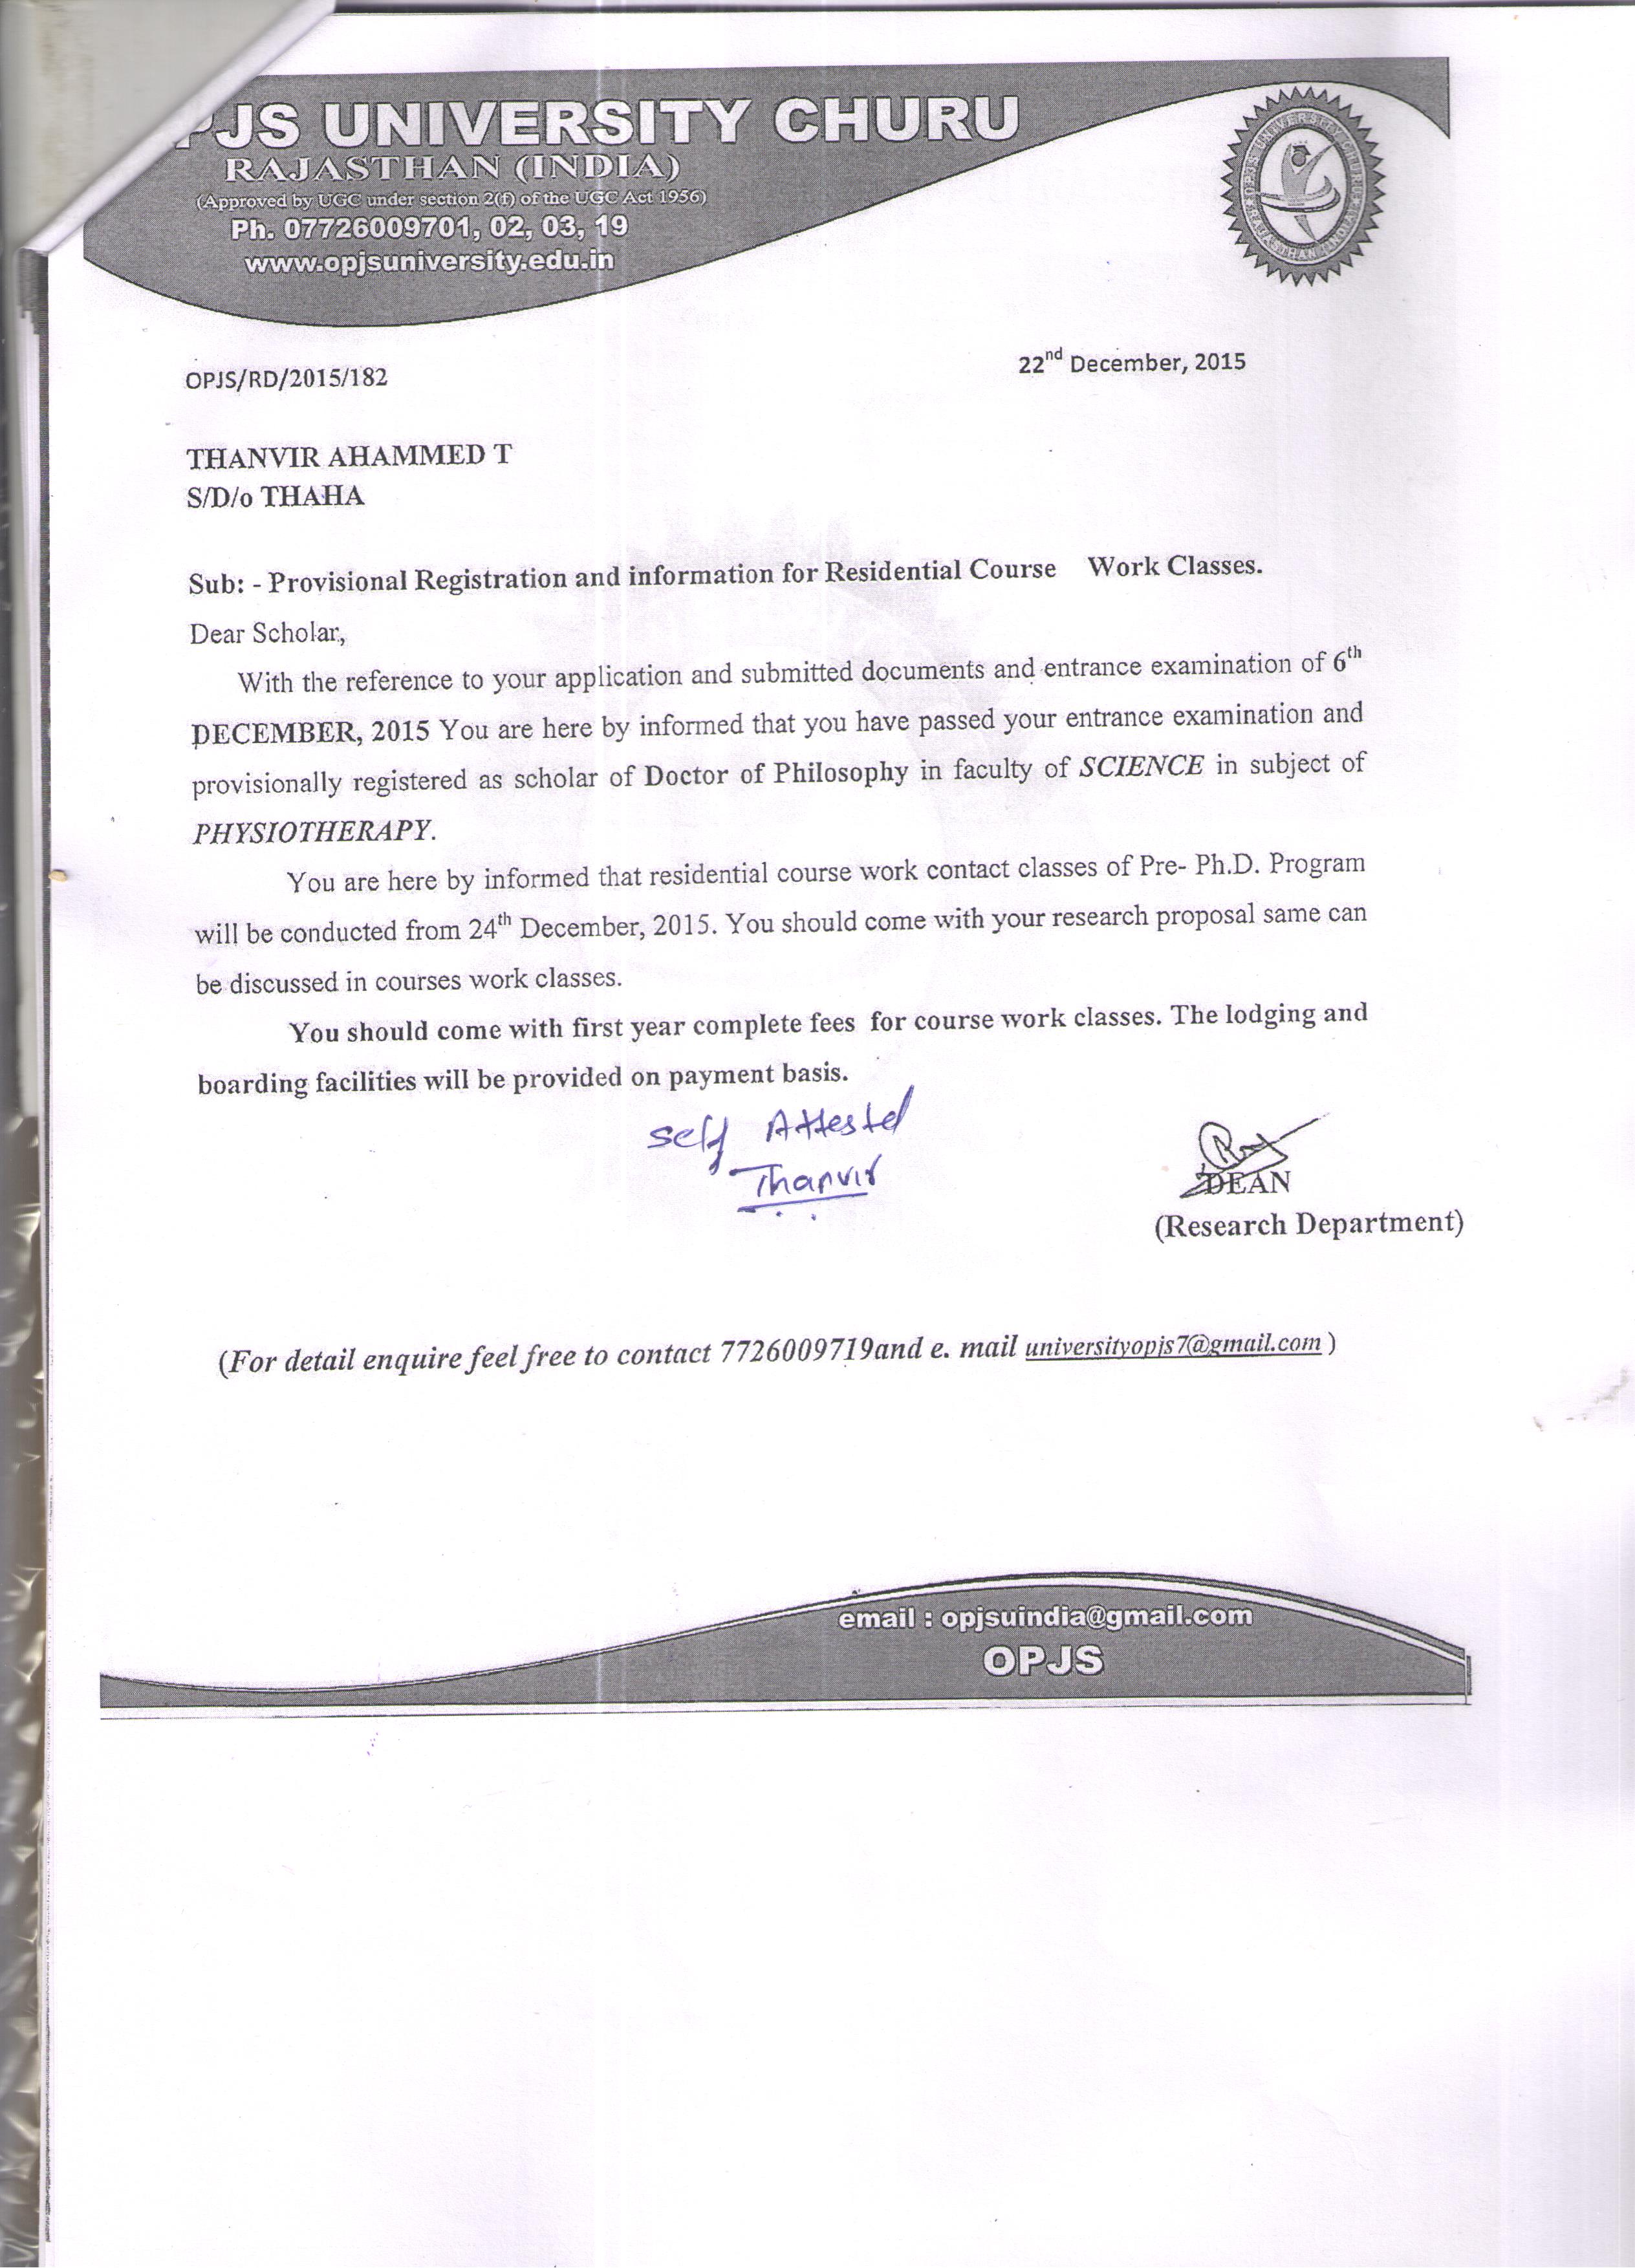 PJS UNIVERSITY CHURU
RAJASTHAN (INDIA)
(Approved by UGC under section 2(f) of the UGC Act 1956)
Ph. 07726009701, 02, 03, 19
www.opjsuniversity.edu.in
OPJS UNIVERSITY CHURU
RAJASTHAN (INDIA)
OPJS/RD/2015/182
22nd December, 2015
THANVIR AHAMMED T
S/D/o THAHA
Sub: - Provisional Registration and information for Residential Course Work Classes.
Dear Scholar,
With the reference to your application and submitted documents and entrance examination of 6th
DECEMBER, 2015 You are here by informed that you have passed your entrance examination and
provisionally registered as scholar of Doctor of Philosophy in faculty of SCIENCE in subject of
PHYSIOTHERAPY.
You are here by informed that residential course work contact classes of Pre- Ph.D. Program
will be conducted from 24th December, 2015. You should come with your research proposal same can
be discussed in courses work classes.
You should come with first year complete fees for course work classes. The lodging and
boarding facilities will be provided on payment basis.
Self Attested
Thanvir
DEAN
(Research Department)
(For detail enquire feel free to contact 7726009719and e. mail universityopjs7@gmail.com )
email : opjsuindia@gmail.com
OPJS